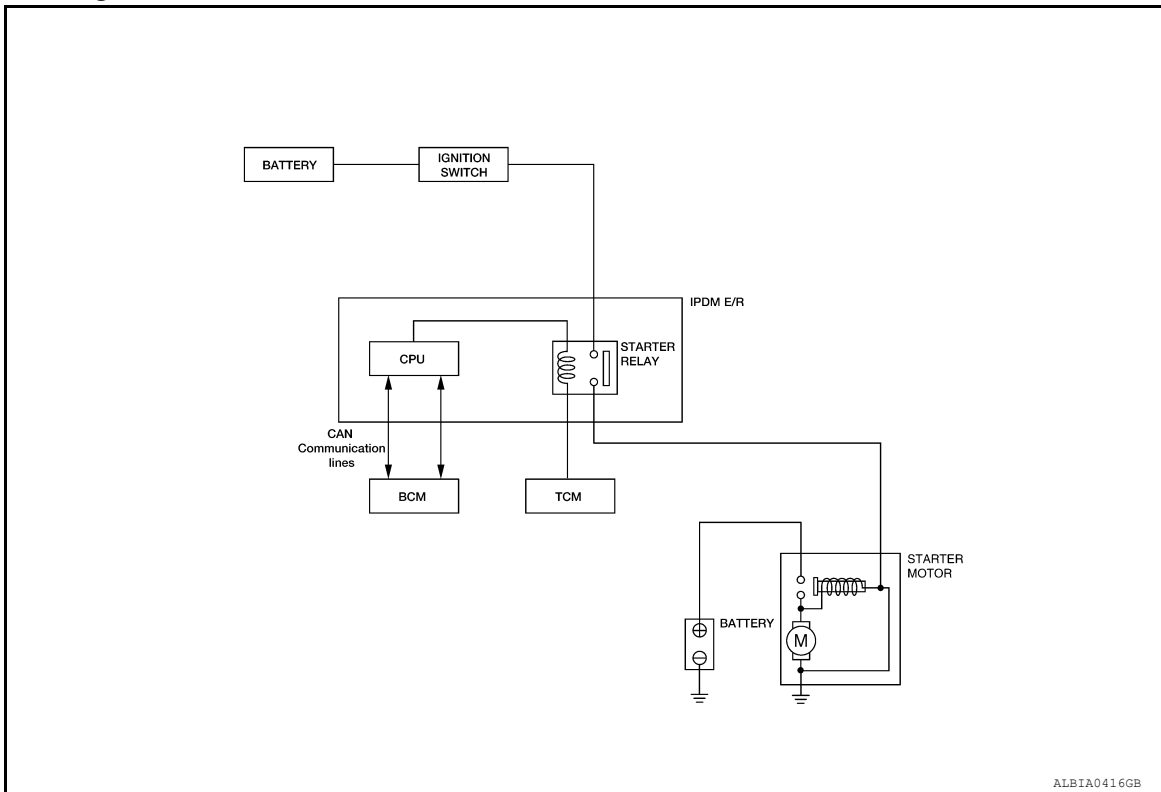 BATTERY
IGNITION
SWITCH
IPDM E/R
CPU
STARTER
RELAY
CAN
Communication
lines
BCM
TCM
STARTER
MOTOR
BATTERY
M
ALBIA0416GB